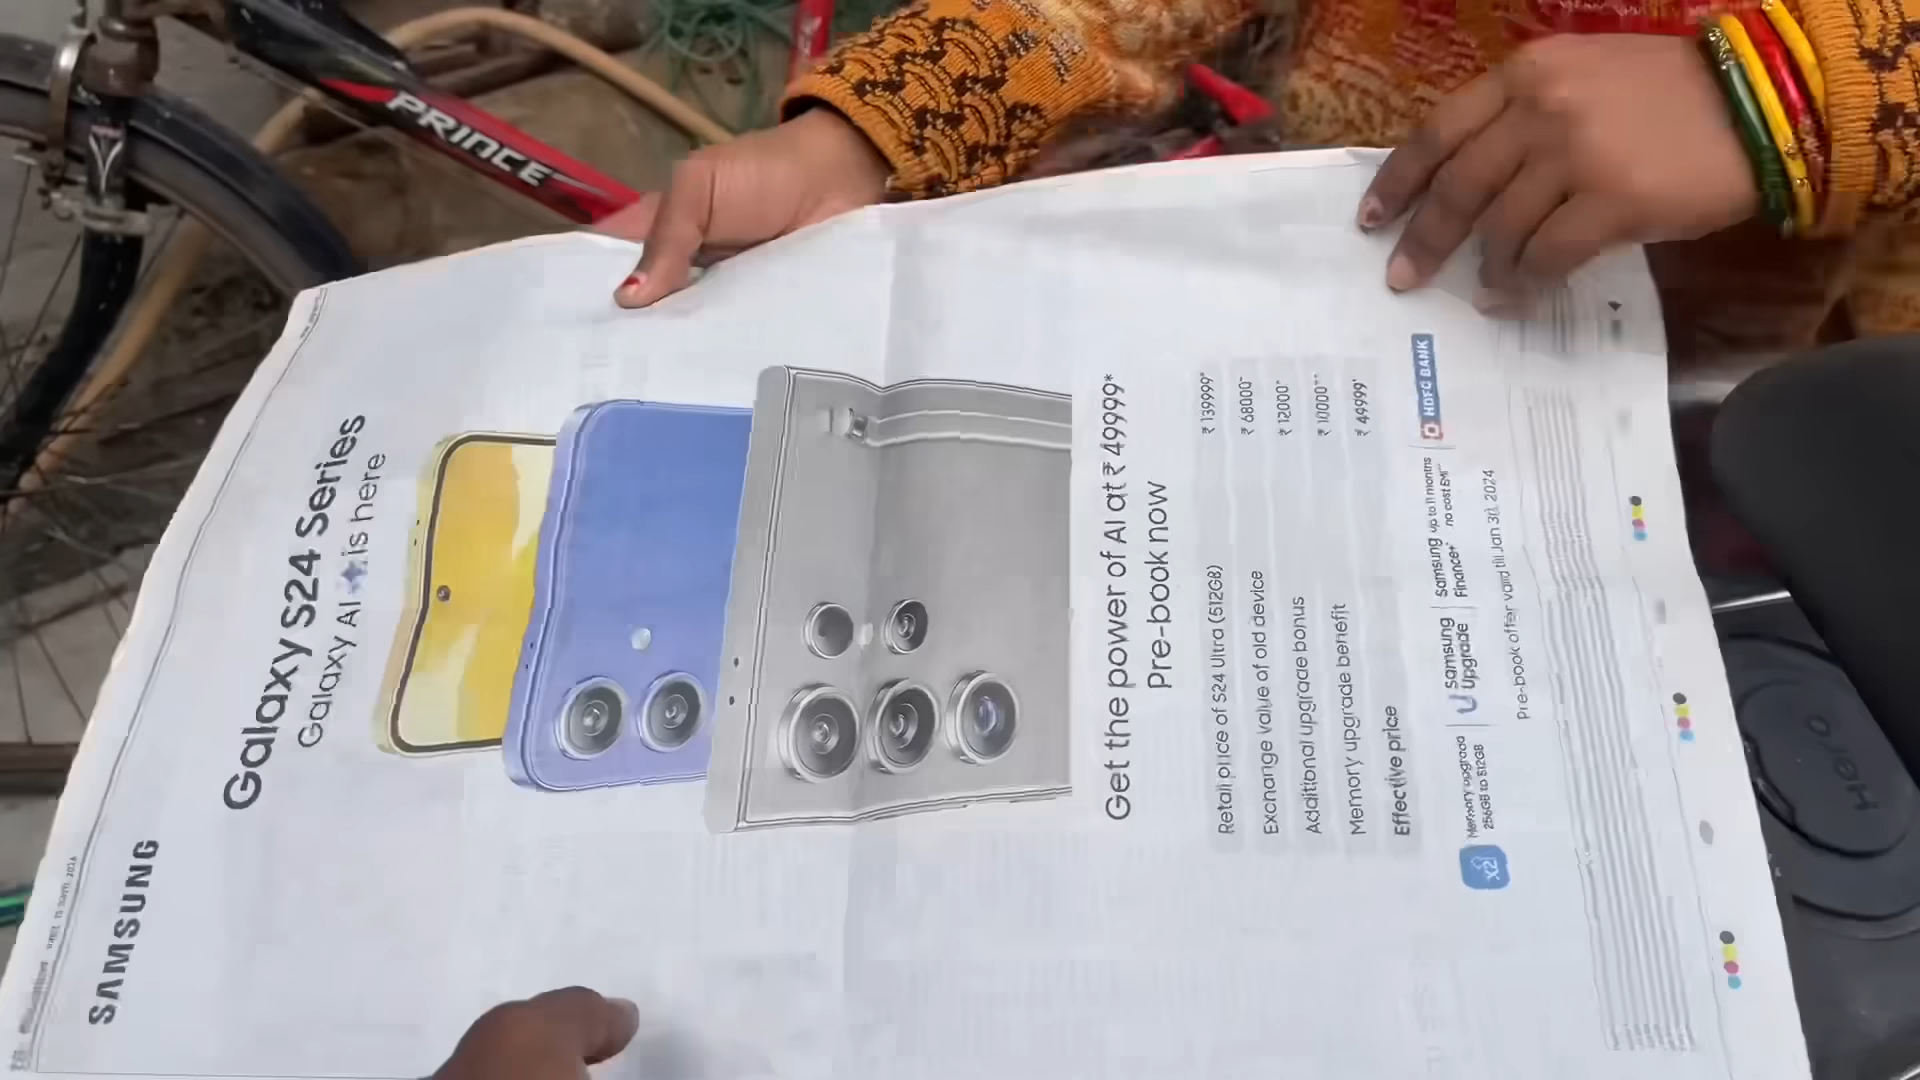 PRINCE
SAMSUNG
Galaxy S24 Series
Galaxy AI is here
Get the power of AI at ₹ 49999*
Pre-book now
Retail price of S24 Ultra (512GB) ₹ 139999*
Exchange value of old device ₹ 68000~
Additional upgrade bonus ₹ 12000^
Memory upgrade benefit ₹ 10000**
Effective price ₹ 49999*
X2
Memory upgrade
256GB to 512GB
Samsung
Upgrade
Samsung
Finance+
up to 11 months
no cost EMI
HDFC BANK
Pre-book offer valid till Jan 30, 2024
Hero